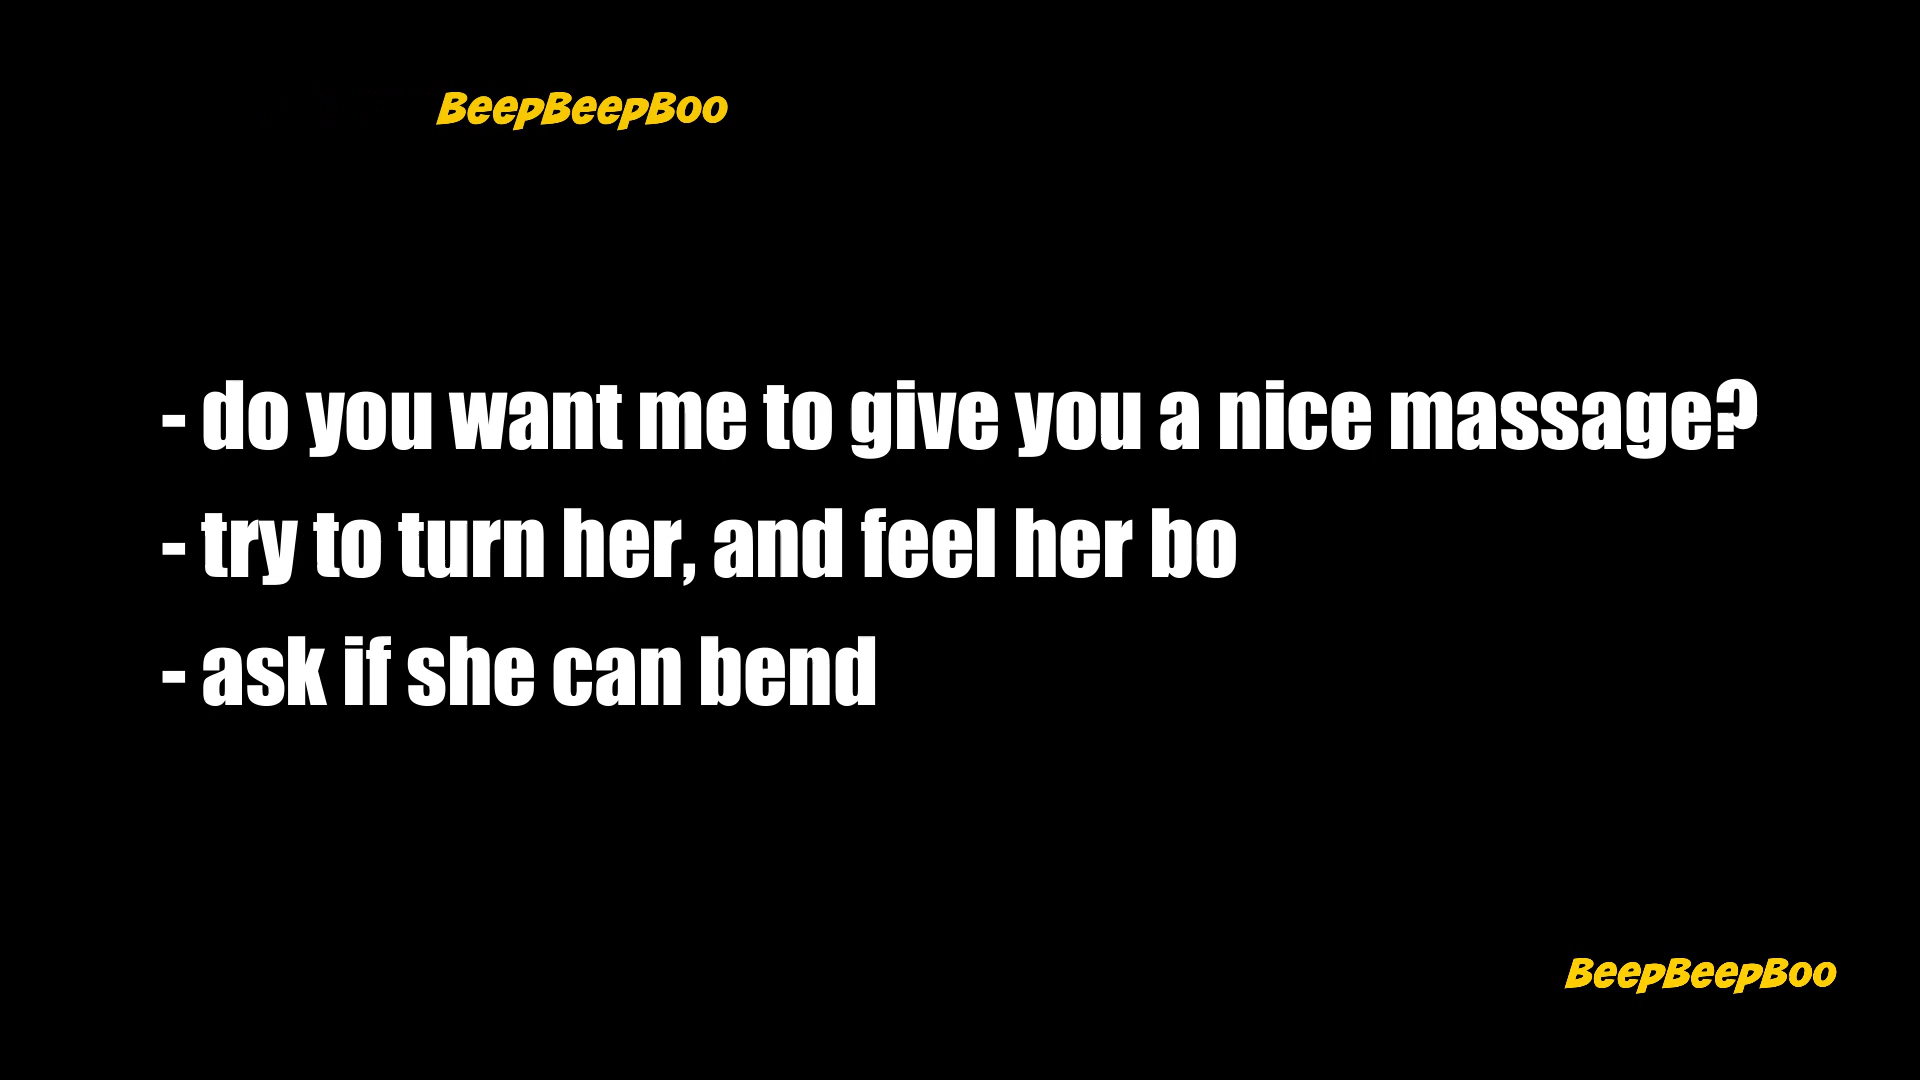 BeepBeepBoo
- do you want me to give you a nice massage?
- try to turn her, and feel her bo
- ask if she can bend
BeepBeepBoo